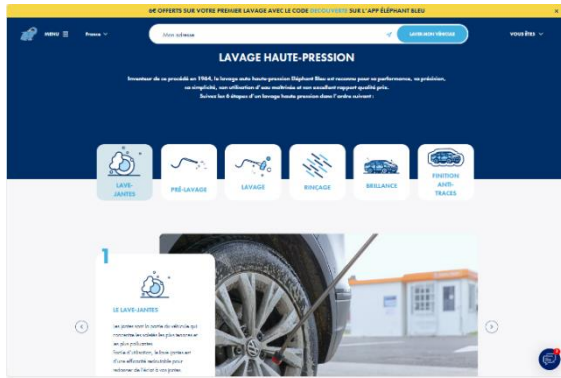 6€ OFFERTS SUR VOTRE PREMIER LAVAGE AVEC LE CODE DECOUVERTE SUR L'APP ÉLÉPHANT BLEU
MENU
France
Mon adresse
LAVER MON VÉHICULE
VOUS ÊTES
LAVAGE HAUTE-PRESSION
Inventeur de ce procédé en 1964, le lavage auto haute pression Eléphant Bleu est reconnu pour sa performance, sa précision,
sa simplicité, son utilisation d'eau maîtrisée et son excellent rapport qualité prix.
Suivez les 6 étapes d'un lavage haute pression dans l'ordre suivant :
LAVE-
JANTES
PRÉ-LAVAGE
LAVAGE
RINÇAGE
BRILLANCE
FINITION
ANTI-
TRACES
1
LE LAVE-JANTES
Les jantes sont la partie du véhicule qui
concentre les saletés les plus tenaces et
les plus polluantes.
Facile d'utilisation, le lave-jantes est
d'une efficacité redoutable pour
redonner de l'éclat à vos jantes